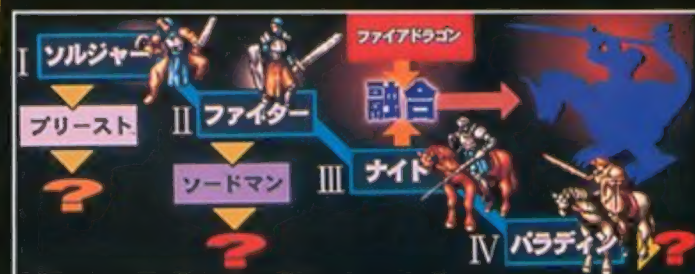 I ソルジャー
プリースト
?
II ファイター
ソードマン
?
III ナイト
ファイアドラゴン
融合
IV パラディン
?